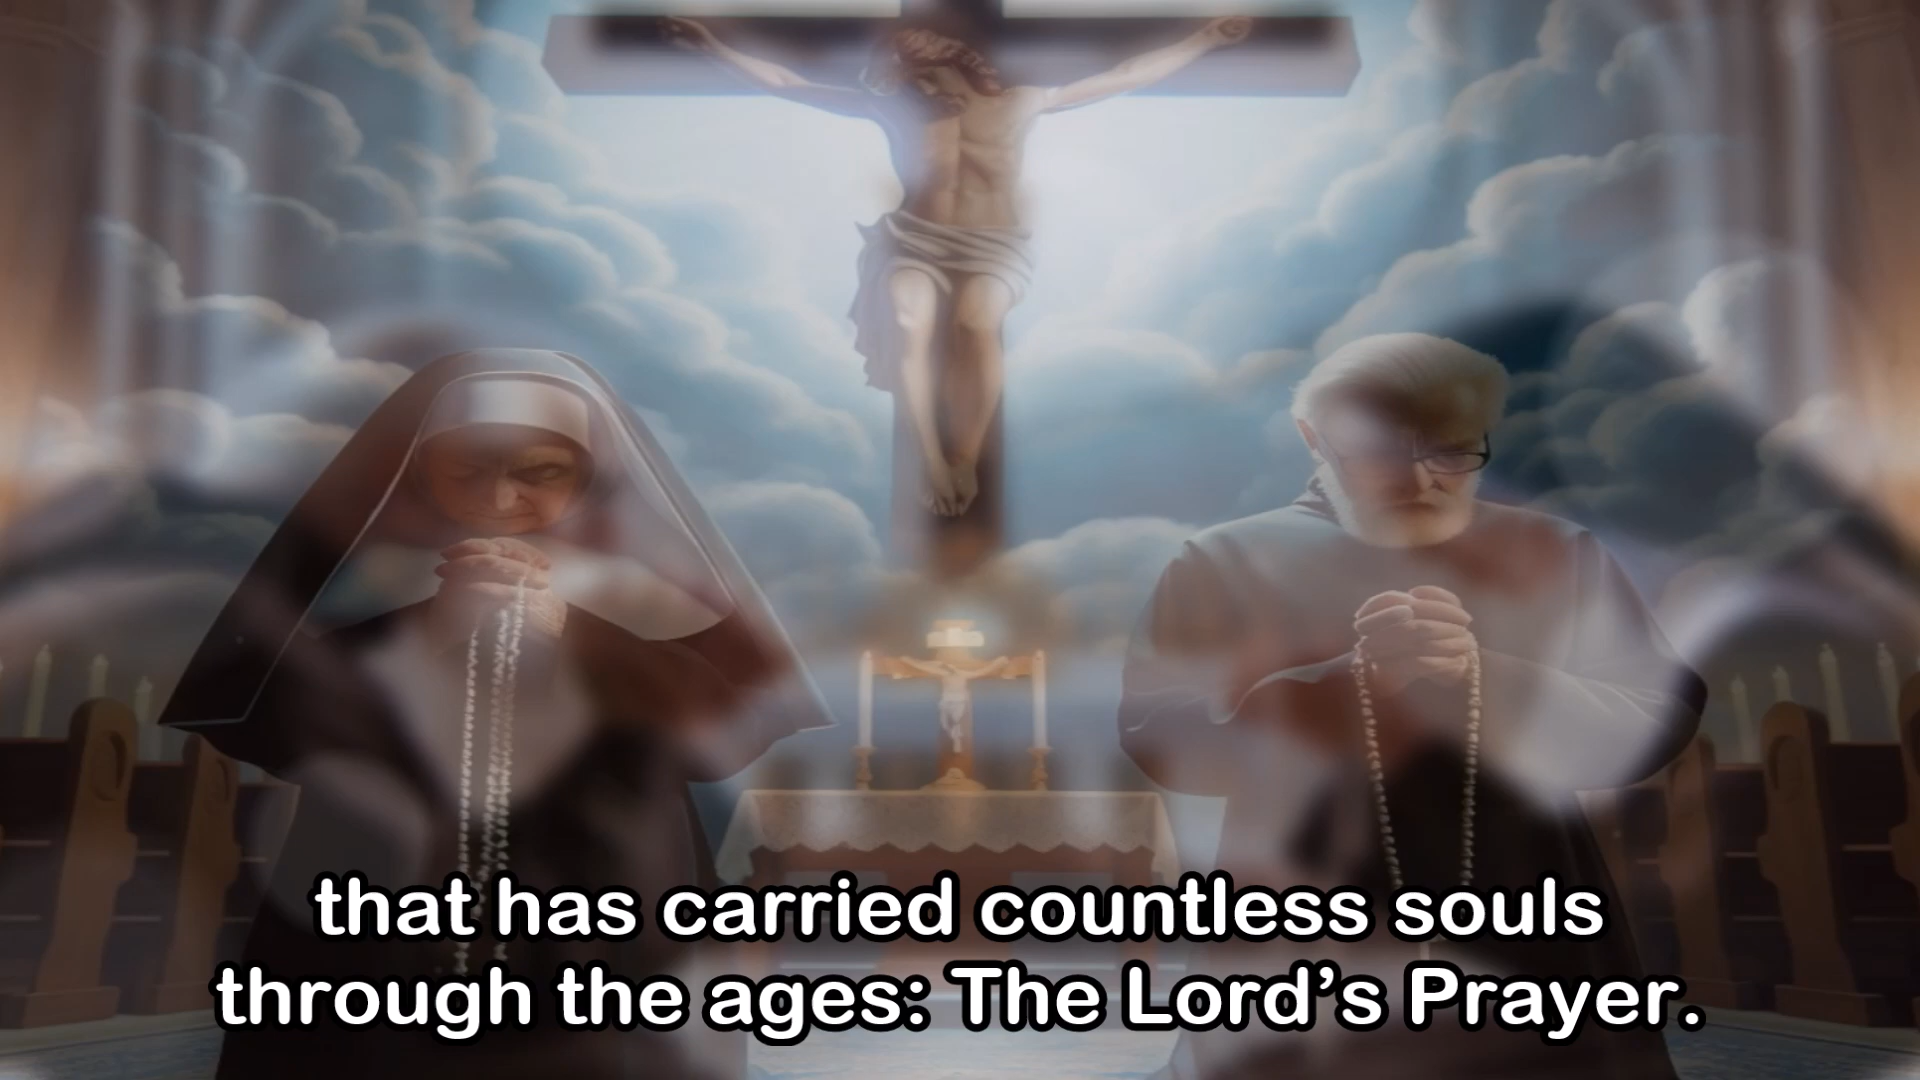 that has carried countless souls
through the ages: The Lord’s Prayer.